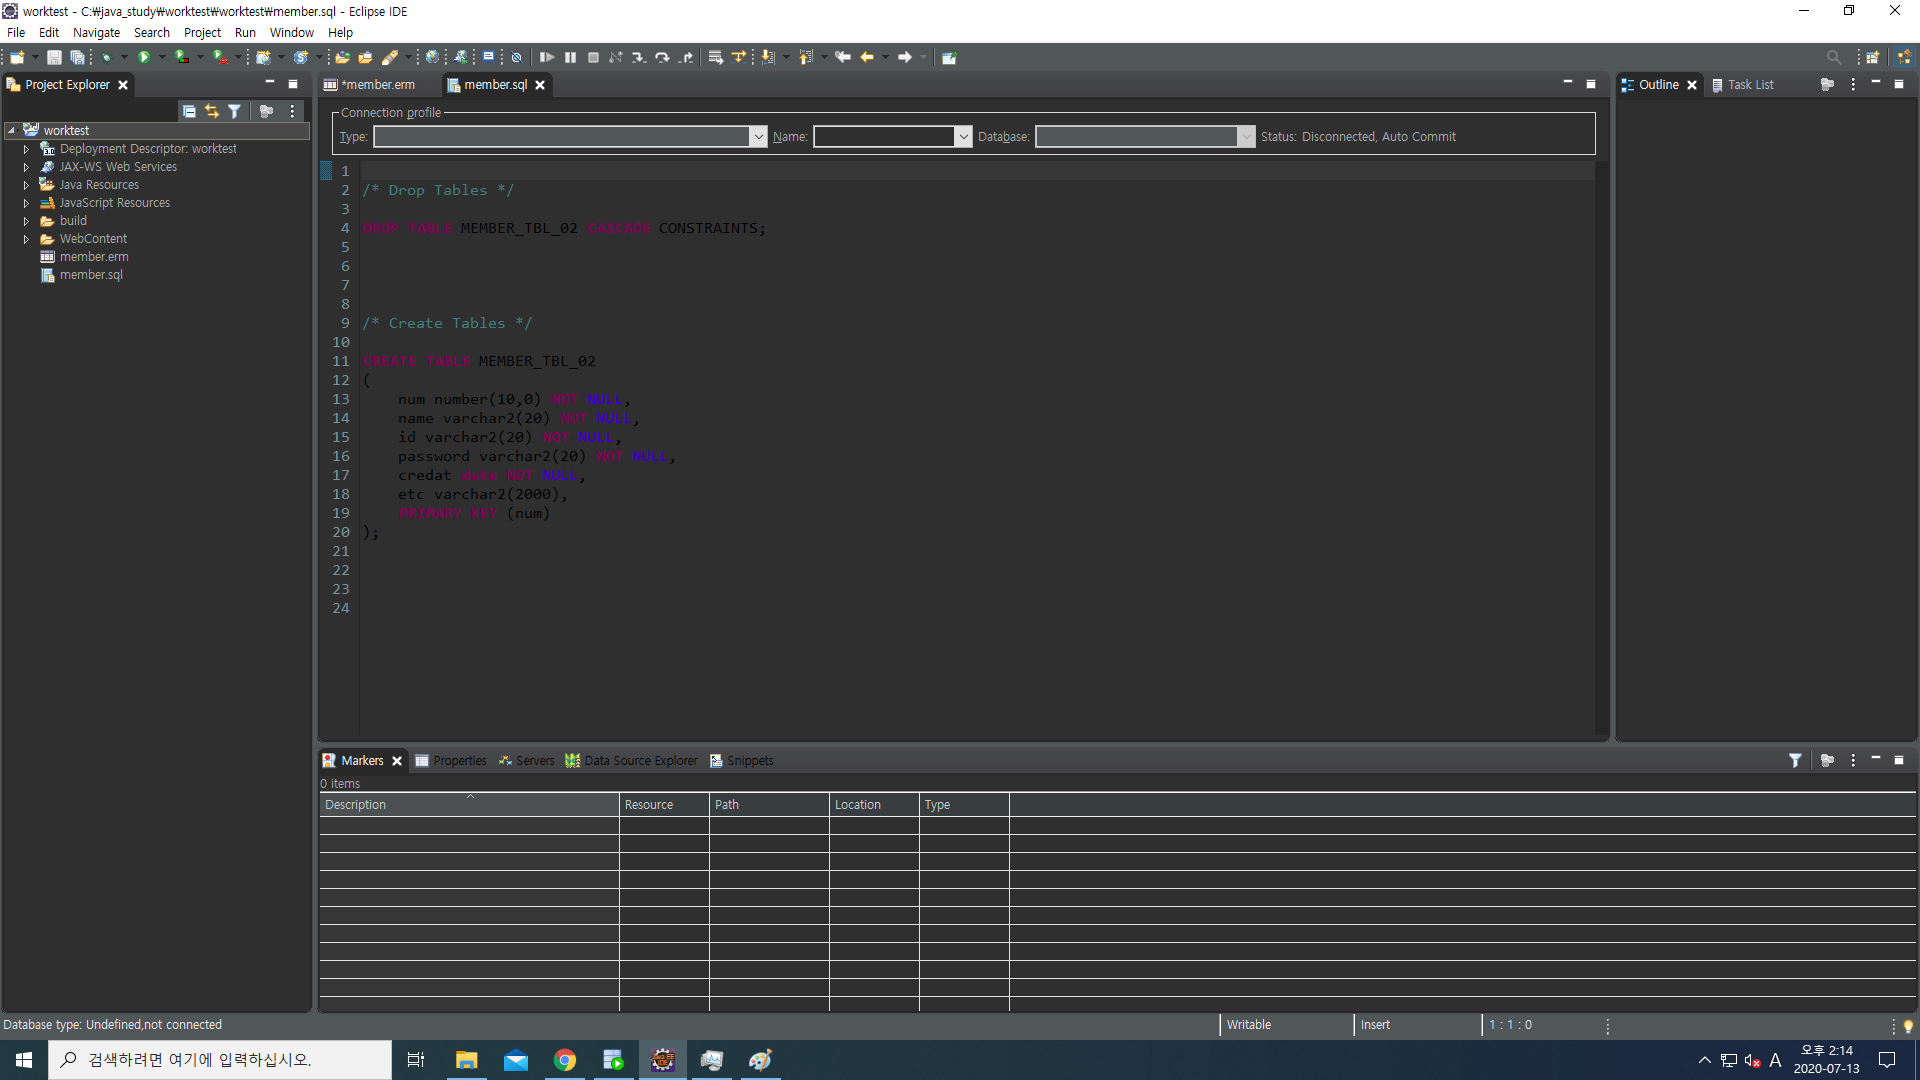 worktest - C:₩java_study₩worktest₩worktest₩member.sql - Eclipse IDE
File Edit Navigate Search Project Run Window Help
Project Explorer
*member.erm
member.sql
Outline
Task List
Connection profile
Type:
Name:
Database:
Status: Disconnected, Auto Commit
worktest
Deployment Descriptor: worktest
JAX-WS Web Services
Java Resources
JavaScript Resources
build
WebContent
member.erm
member.sql
1
2 /* Drop Tables */
3
4 DROP TABLE MEMBER_TBL_02 CASCADE CONSTRAINTS;
5
6
7
8
9 /* Create Tables */
10
11 CREATE TABLE MEMBER_TBL_02
12 (
13 num number(10,0) NOT NULL,
14 name varchar2(20) NOT NULL,
15 id varchar2(20) NOT NULL,
16 password varchar2(20) NOT NULL,
17 credat date NOT NULL,
18 etc varchar2(2000),
19 PRIMARY KEY (num)
20 );
21
22
23
24
Markers Properties Servers Data Source Explorer Snippets
0 items
Description Resource Path Location Type
Database type: Undefined,not connected
Writable
Insert
1 : 1 : 0
검색하려면 여기에 입력하십시오.
A
오후 2:14
2020-07-13